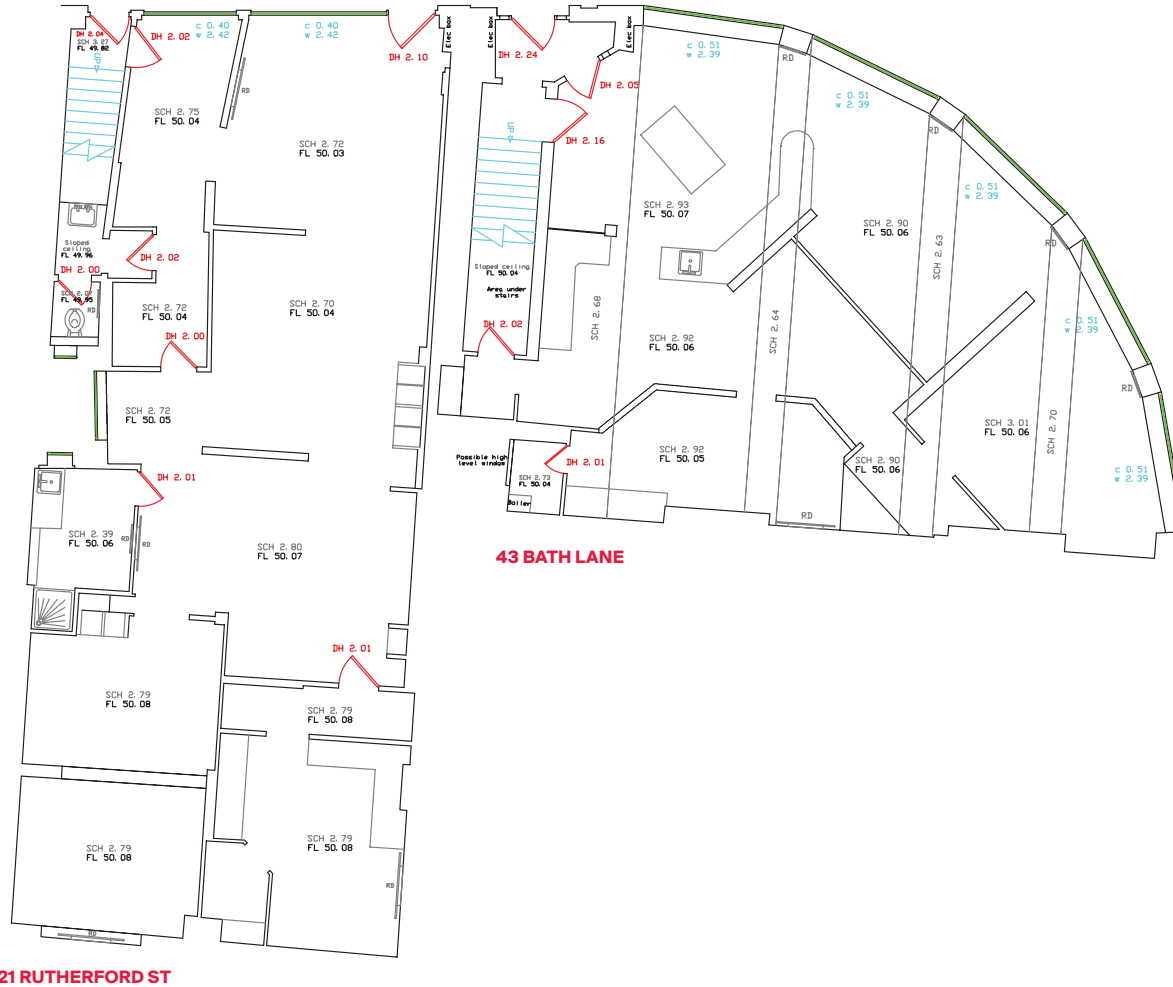 DH 2.04
SCH 3.27
FL 49.82
UP
DH 2.02
c 0.40
w 2.42
c 0.40
w 2.42
DH 2.10
Elec box
Elec box
DH 2.24
Elec box
c 0.51
w 2.39
RD
DH 2.05
RD
c 0.51
w 2.39
SCH 2.75
FL 50.04
SCH 2.72
FL 50.03
UP
DH 2.16
RD
c 0.51
w 2.39
SCH 2.93
FL 50.07
SCH 2.90
FL 50.06
SCH 2.63
RD
Sloped
ceiling
FL 49.96
DH 2.00
DH 2.02
Sloped ceiling
FL 50.04
Area under
stairs
SCH 2.07
FL 49.95
RD
SCH 2.72
FL 50.04
SCH 2.70
FL 50.04
DH 2.02
SCH 2.68
SCH 2.64
c 0.51
w 2.39
DH 2.00
SCH 2.92
FL 50.06
RD
SCH 2.72
FL 50.05
SCH 3.01
FL 50.06
SCH 2.70
Possible high
level window
DH 2.01
SCH 2.92
FL 50.05
SCH 2.90
FL 50.06
c 0.51
w 2.39
DH 2.01
SCH 2.73
FL 50.04
Boiler
RD
SCH 2.39
FL 50.06
RD
RD
SCH 2.80
FL 50.07
43 BATH LANE
DH 2.01
SCH 2.79
FL 50.08
SCH 2.79
FL 50.08
SCH 2.79
FL 50.08
SCH 2.79
FL 50.08
RD
RD
21 RUTHERFORD ST